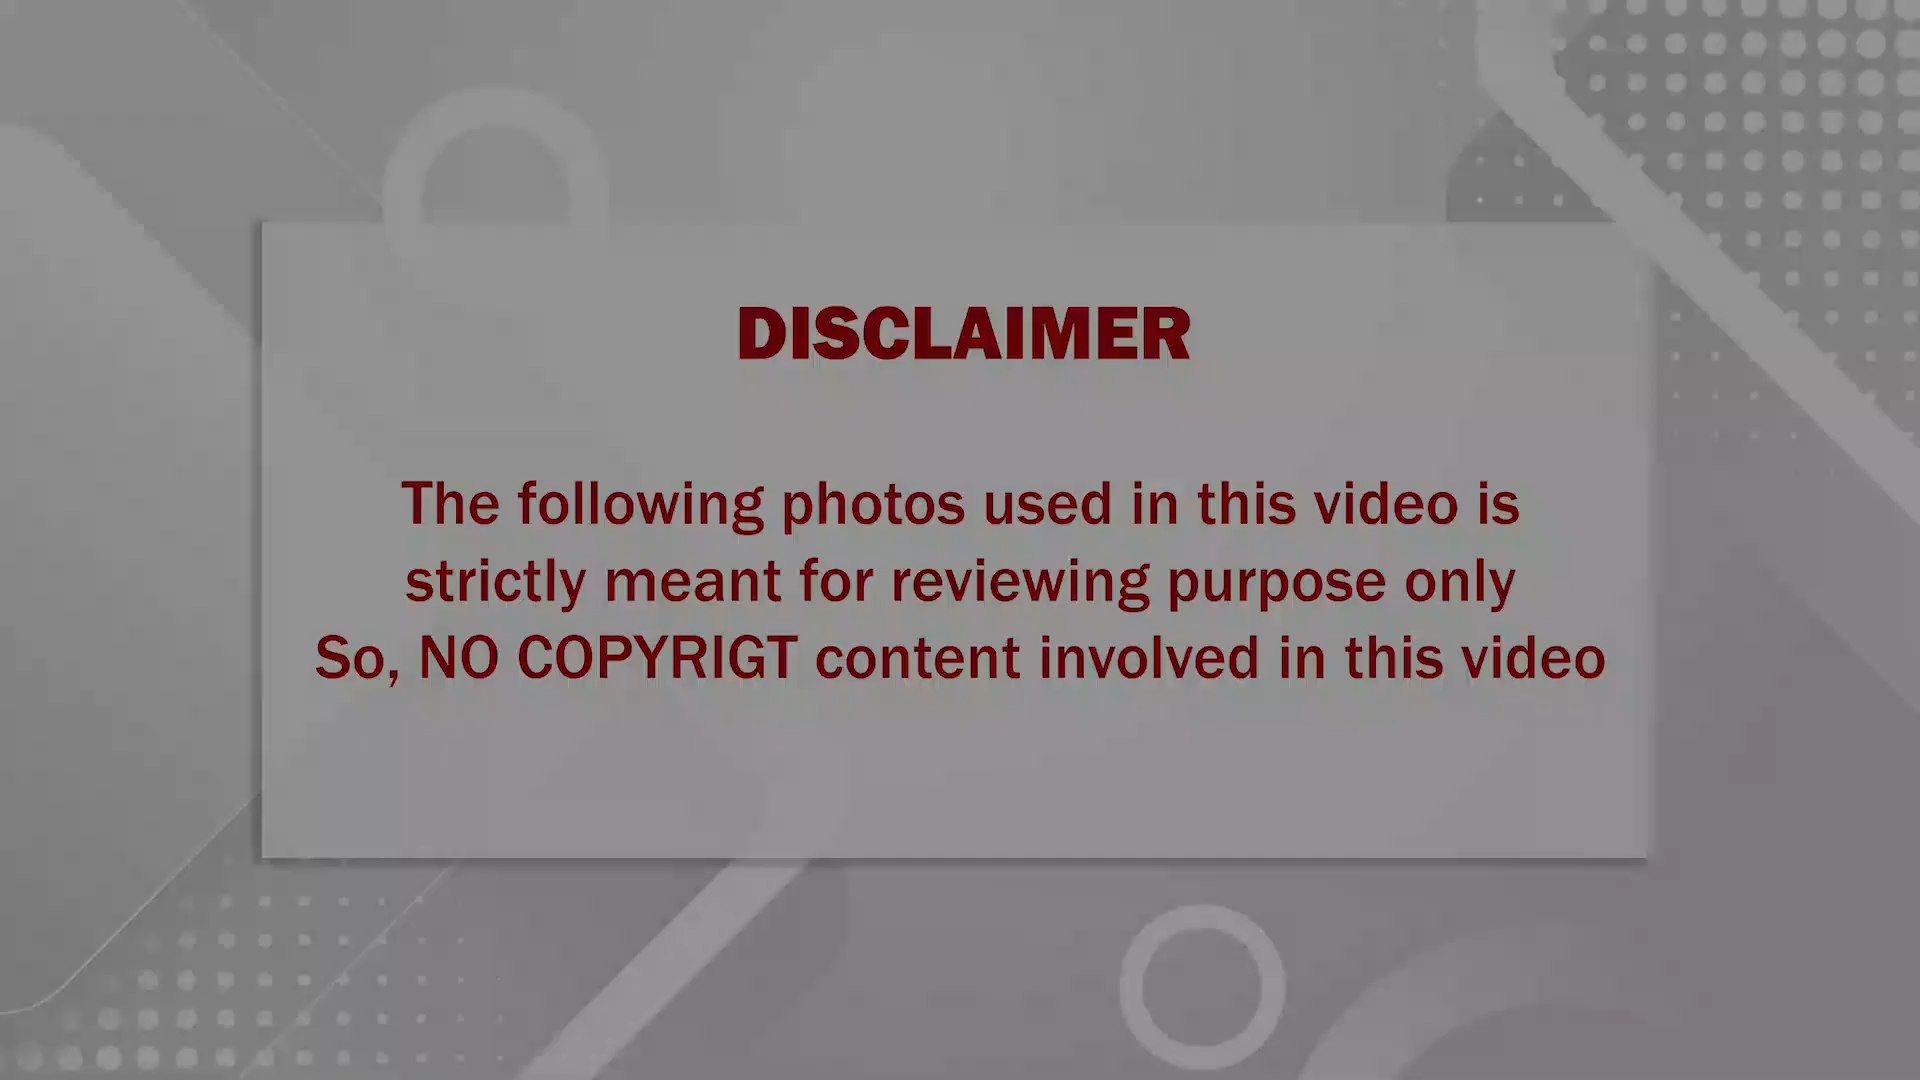 DISCLAIMER
The following photos used in this video is
strictly meant for reviewing purpose only
So, NO COPYRIGT content involved in this video